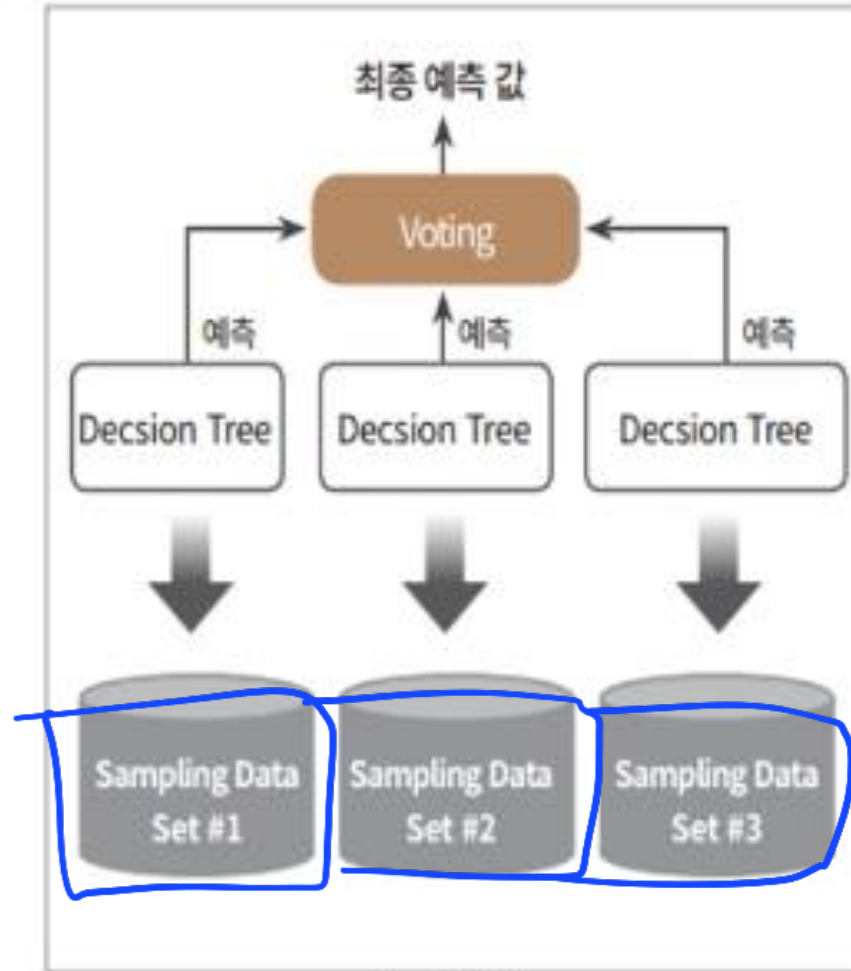 최종 예측 값
Voting
예측 예측 예측
Decsion Tree Decsion Tree Decsion Tree
Sampling Data Sampling Data Sampling Data
Set #1 Set #2 Set #3